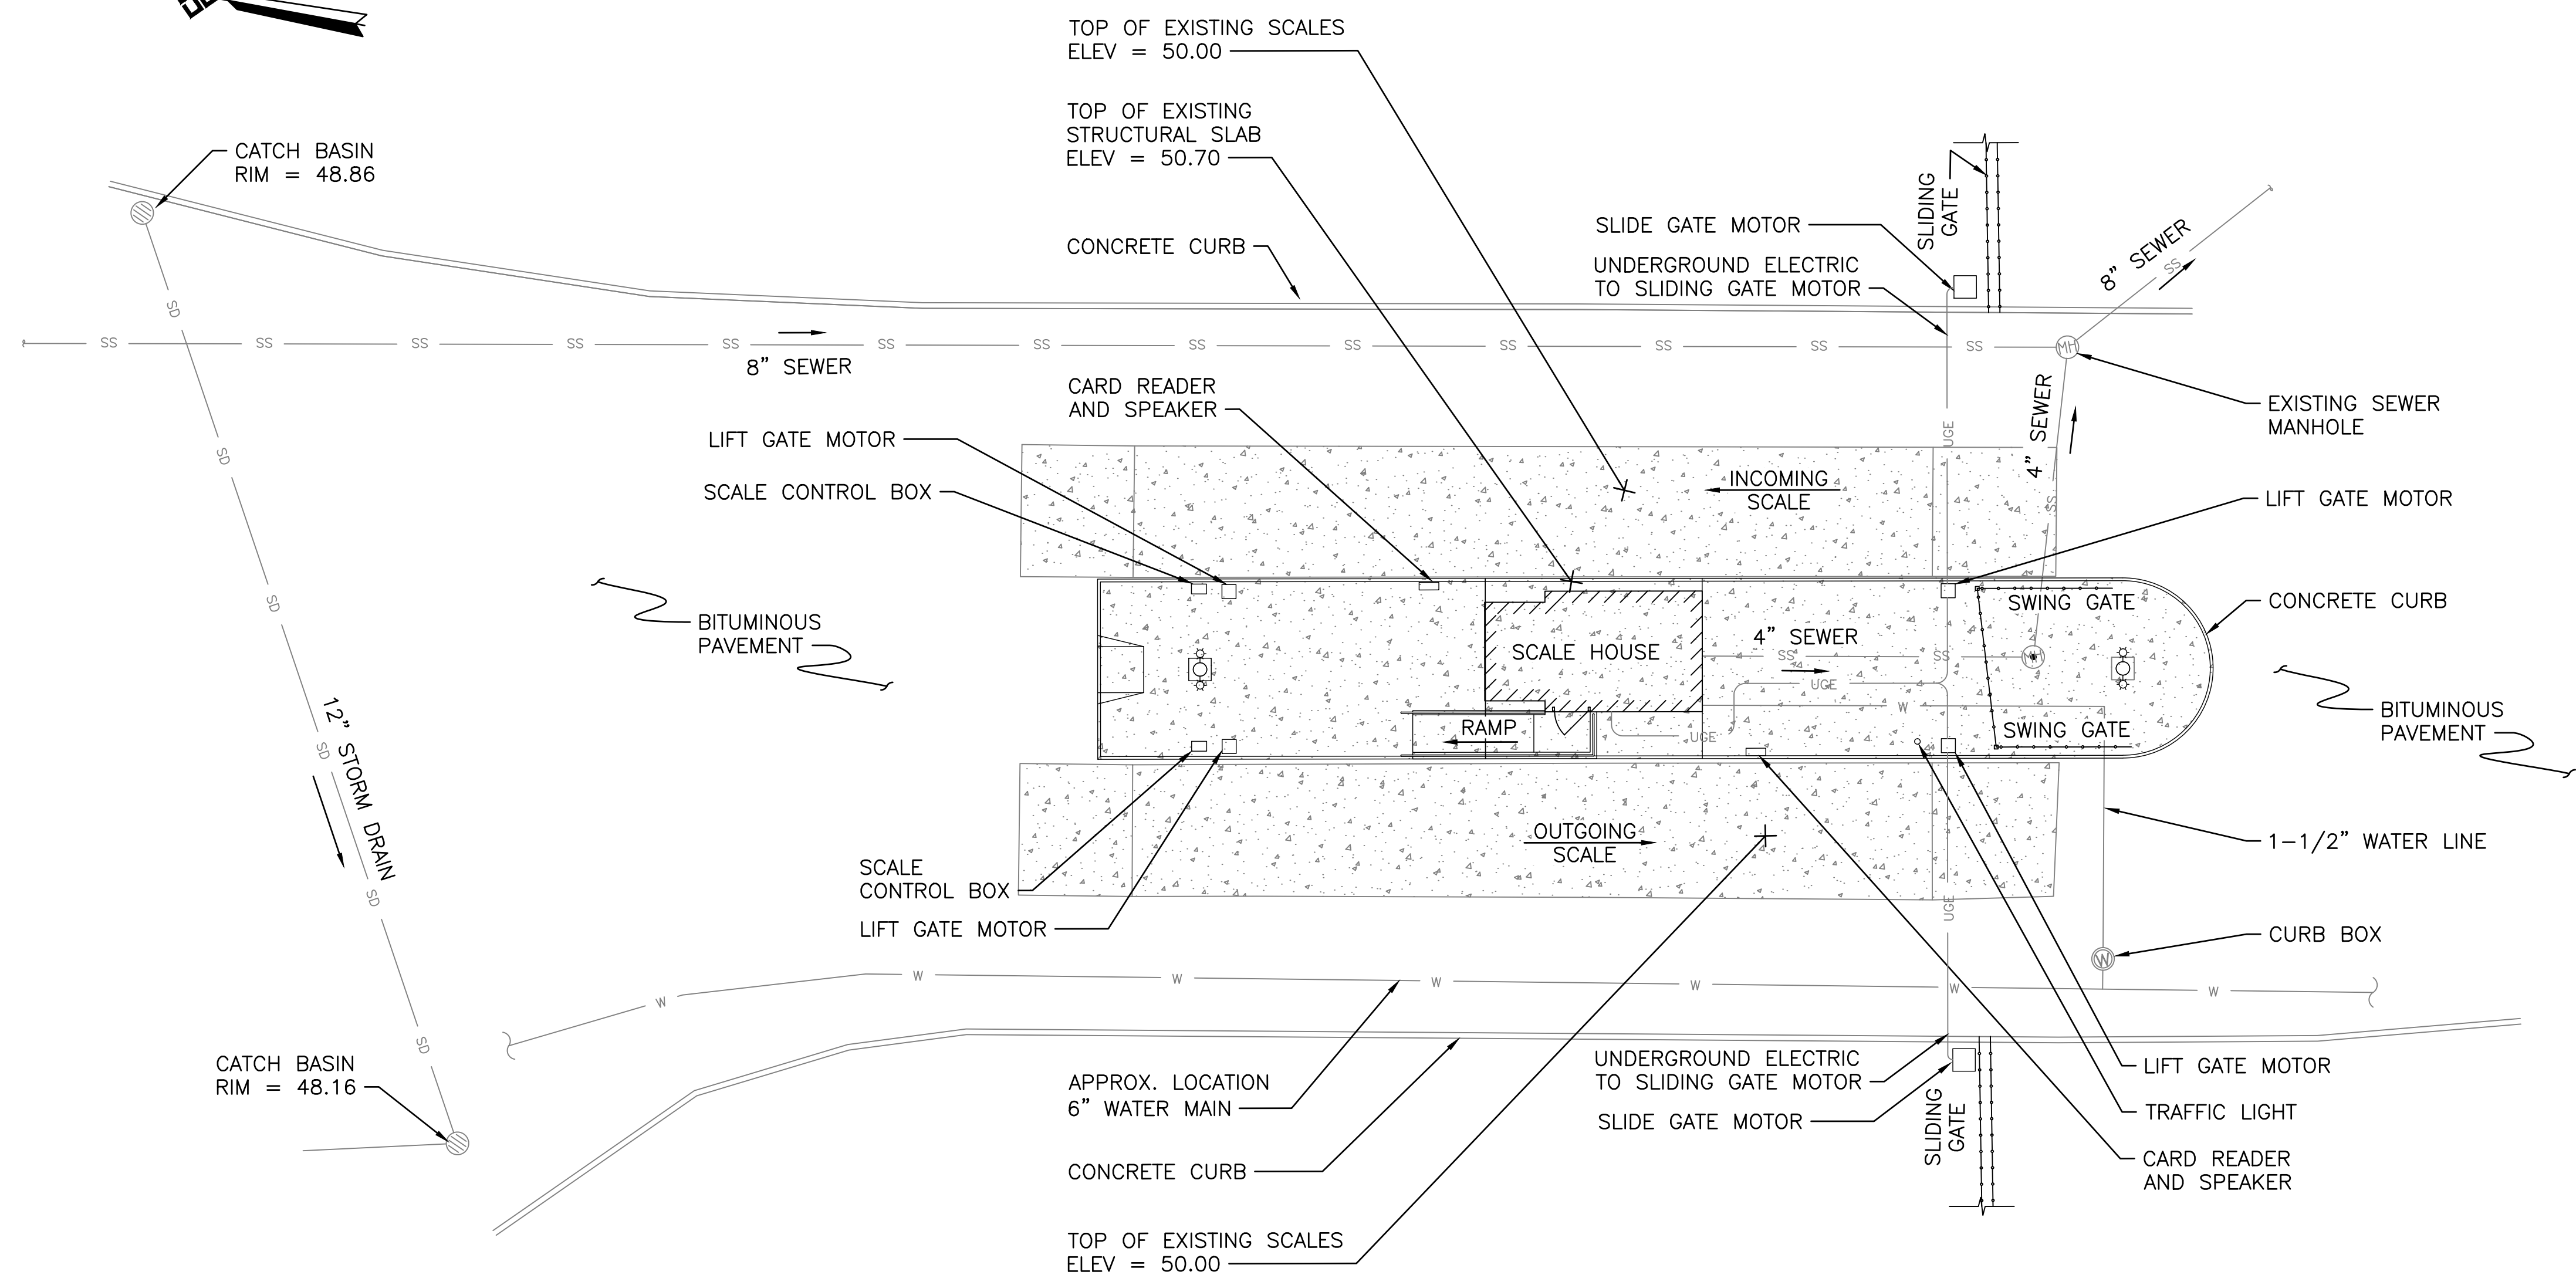 TOP OF EXISTING SCALES
ELEV = 50.00
TOP OF EXISTING
STRUCTURAL SLAB
ELEV = 50.70
CONCRETE CURB
CATCH BASIN
RIM = 48.86
SLIDING
GATE
SLIDE GATE MOTOR
UNDERGROUND ELECTRIC
TO SLIDING GATE MOTOR
8” SEWER
SS
SS
SS
SS
SS
SS
SS
SS
SS
SS
SS
SS
SS
SS
MH
8” SEWER
EXISTING SEWER
MANHOLE
CARD READER
AND SPEAKER
LIFT GATE MOTOR
SCALE CONTROL BOX
UGE
4” SEWER
SS
INCOMING
SCALE
LIFT GATE MOTOR
CONCRETE CURB
SWING GATE
SCALE HOUSE
4” SEWER
SS
SS
MH
UGE
W
UGE
RAMP
SWING GATE
BITUMINOUS
PAVEMENT
BITUMINOUS
PAVEMENT
SD
SD
SD
SD
SD
SD
SD
12” STORM DRAIN
OUTGOING
SCALE
1-1/2” WATER LINE
SCALE
CONTROL BOX
LIFT GATE MOTOR
UGE
CURB BOX
W
W
W
W
W
W
W
W
CATCH BASIN
RIM = 48.16
APPROX. LOCATION
6” WATER MAIN
CONCRETE CURB
UNDERGROUND ELECTRIC
TO SLIDING GATE MOTOR
SLIDE GATE MOTOR
SLIDING
GATE
LIFT GATE MOTOR
TRAFFIC LIGHT
CARD READER
AND SPEAKER
TOP OF EXISTING SCALES
ELEV = 50.00